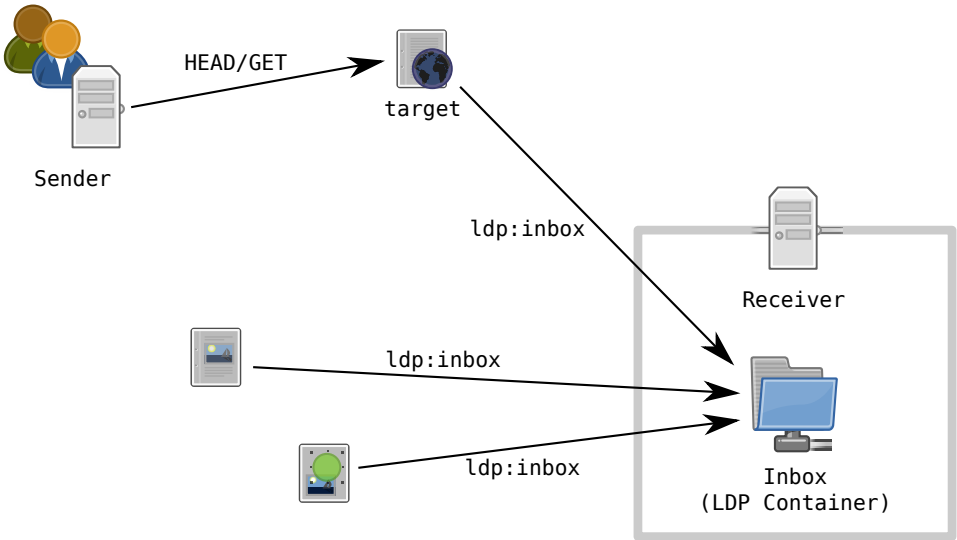 HEAD/GET
target
Sender
ldp:inbox
Receiver
ldp:inbox
ldp:inbox
Inbox
(LDP Container)